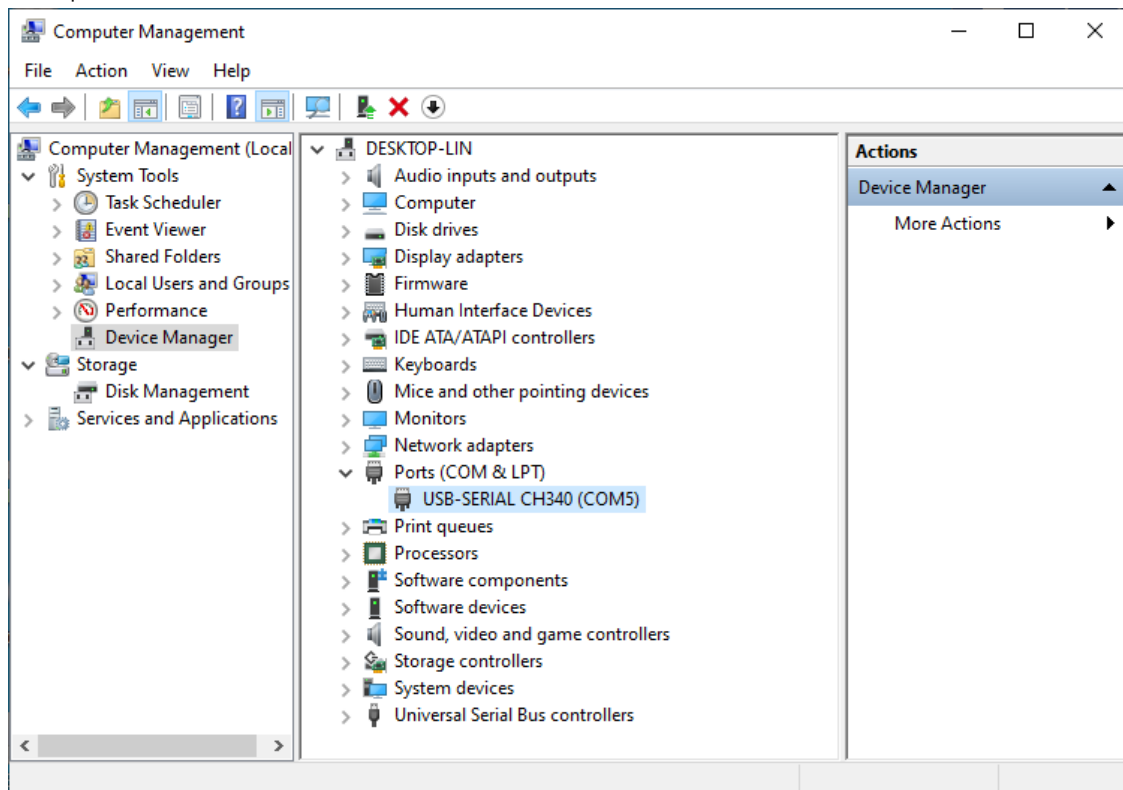 Computer Management
File Action View Help
Computer Management (Local
System Tools
Task Scheduler
Event Viewer
Shared Folders
Local Users and Groups
Performance
Device Manager
Storage
Disk Management
Services and Applications
DESKTOP-LIN
Audio inputs and outputs
Computer
Disk drives
Display adapters
Firmware
Human Interface Devices
IDE ATA/ATAPI controllers
Keyboards
Mice and other pointing devices
Monitors
Network adapters
Ports (COM & LPT)
USB-SERIAL CH340 (COM5)
Print queues
Processors
Software components
Software devices
Sound, video and game controllers
Storage controllers
System devices
Universal Serial Bus controllers
Actions
Device Manager
More Actions